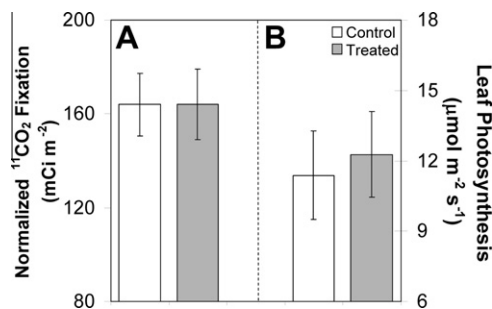 Normalized ¹¹CO₂ Fixation
(mCi m⁻²)
200
160
120
80
A
B
Control
Treated
18
15
12
9
6
Leaf Photosynthesis
(μmol m⁻² s⁻¹)